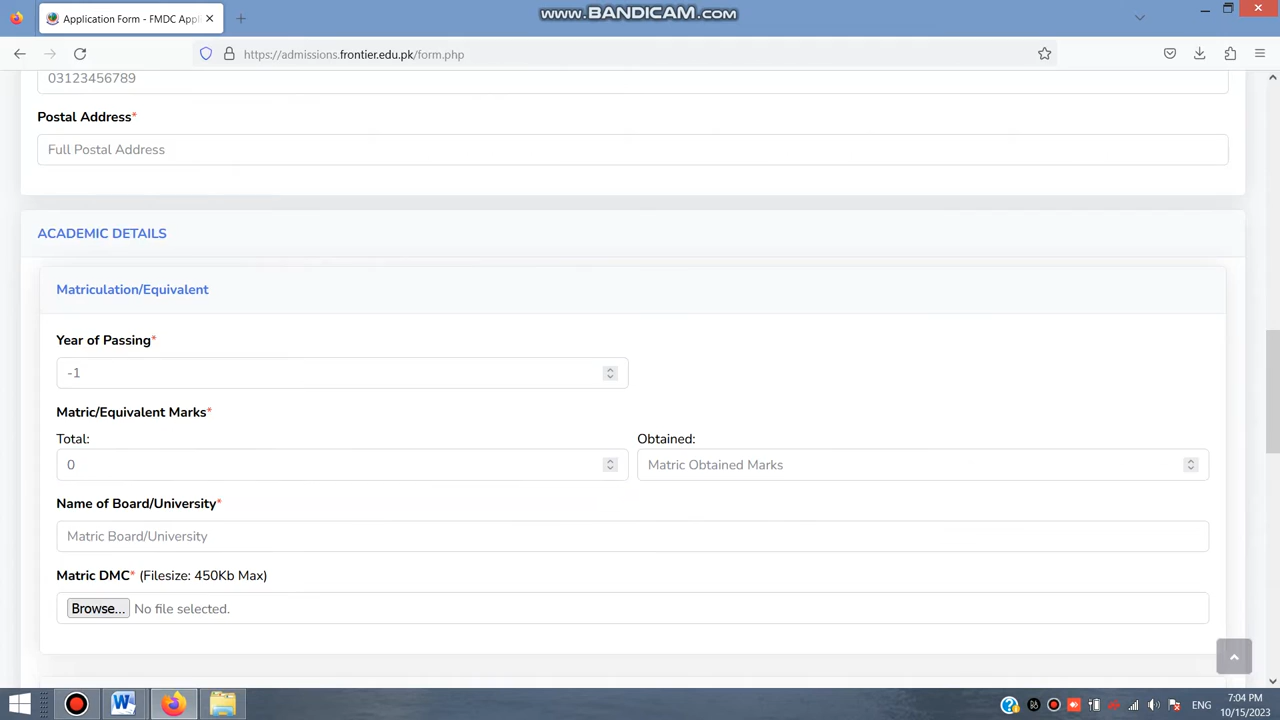 Application Form - FMDC Appl
www.BANDICAM.com
https://admissions.frontier.edu.pk/form.php
03123456789
Postal Address*
Full Postal Address
ACADEMIC DETAILS
Matriculation/Equivalent
Year of Passing*
-1
Matric/Equivalent Marks*
Total:
Obtained:
0
Matric Obtained Marks
Name of Board/University*
Matric Board/University
Matric DMC* (Filesize: 450Kb Max)
Browse... No file selected.
7:04 PM
ENG
10/15/2023